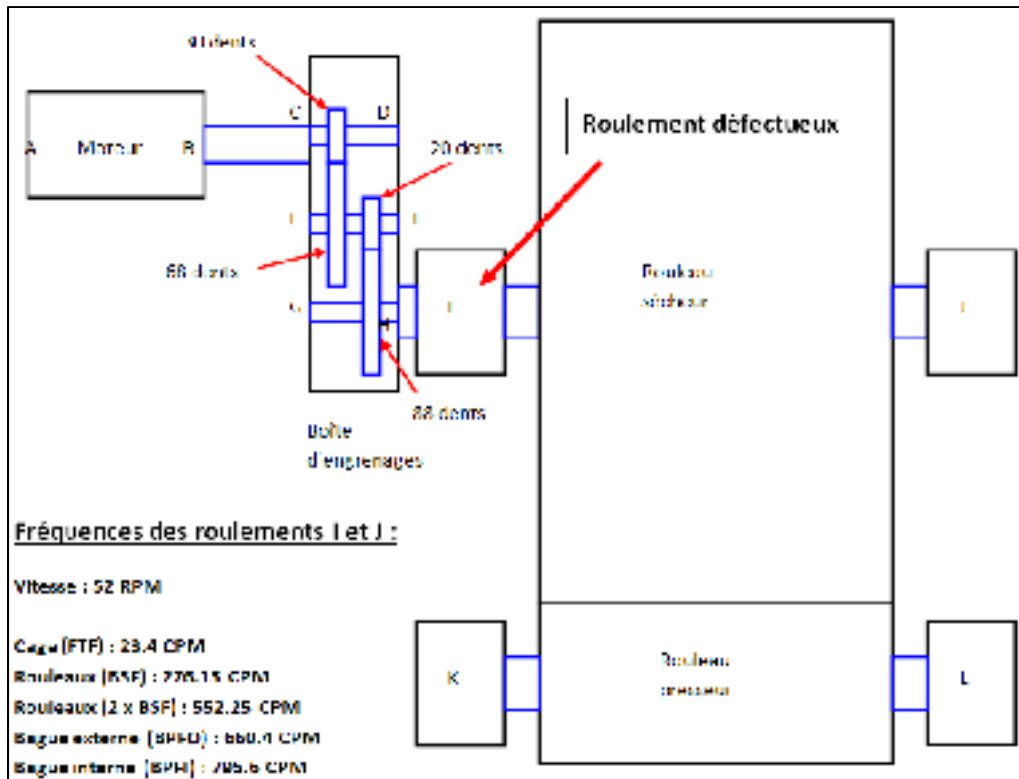 dents
C D
A Moteur B
20 dents
Roulement défectueux
dents
G
H
I
Rouleau
sécheur
88 dents
Boîte
d'engrenages
Fréquences des roulements I et J :
Vitesse : 52 RPM
Cage (FTF) : 23.4 CPM
Rouleaux (BSF) : 276.15 CPM
Rouleaux (2 x BSF) : 552.25 CPM
Bague externe (BPFO) : 660.4 CPM
Bague interne (BPFI) : 795.6 CPM
K
Rouleau
presseur
L